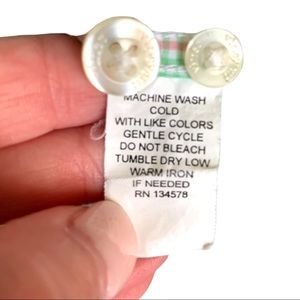 MACHINE WASH
COLD
WITH LIKE COLORS
GENTLE CYCLE
DO NOT BLEACH
TUMBLE DRY LOW
WARM IRON
IF NEEDED
RN 134578